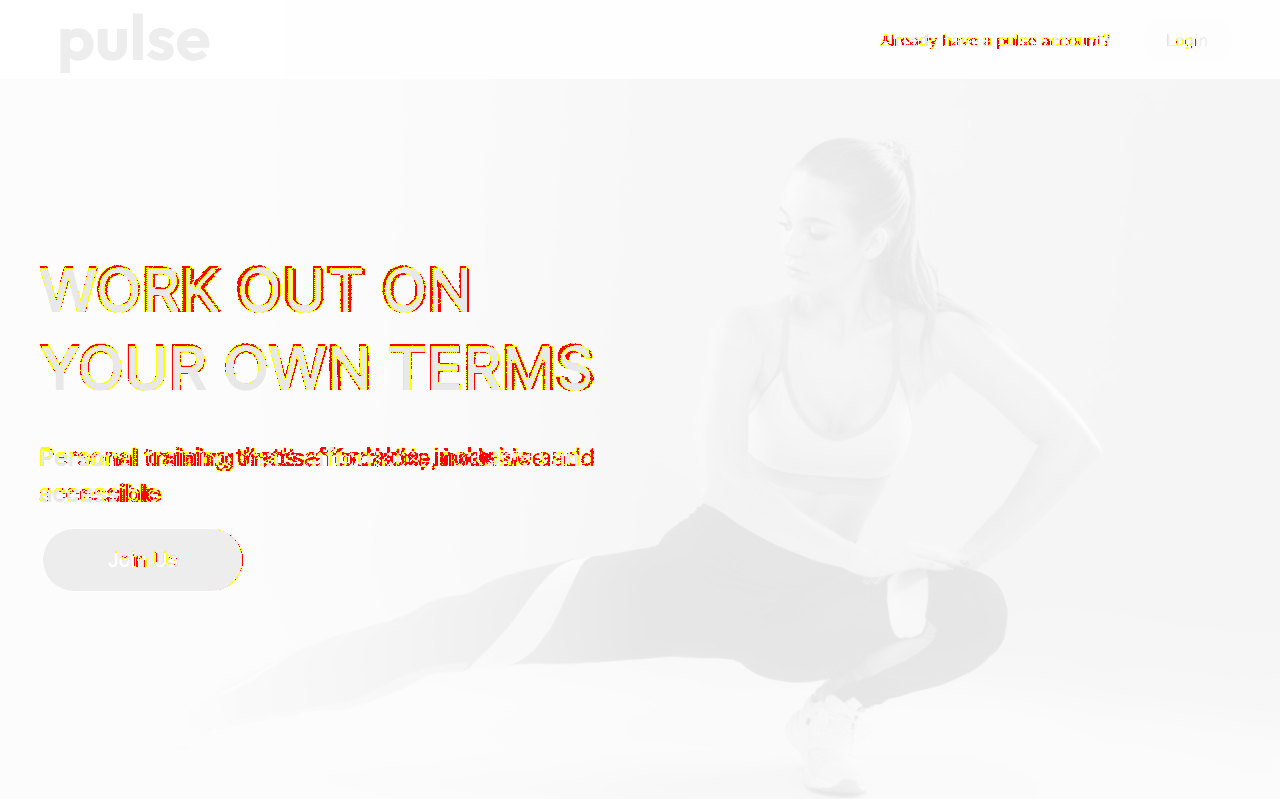 pulse
Already have a pulse account?
Login
WORK OUT ON
YOUR OWN TERMS
Personal training that's affordable, and
accessible
Join Us